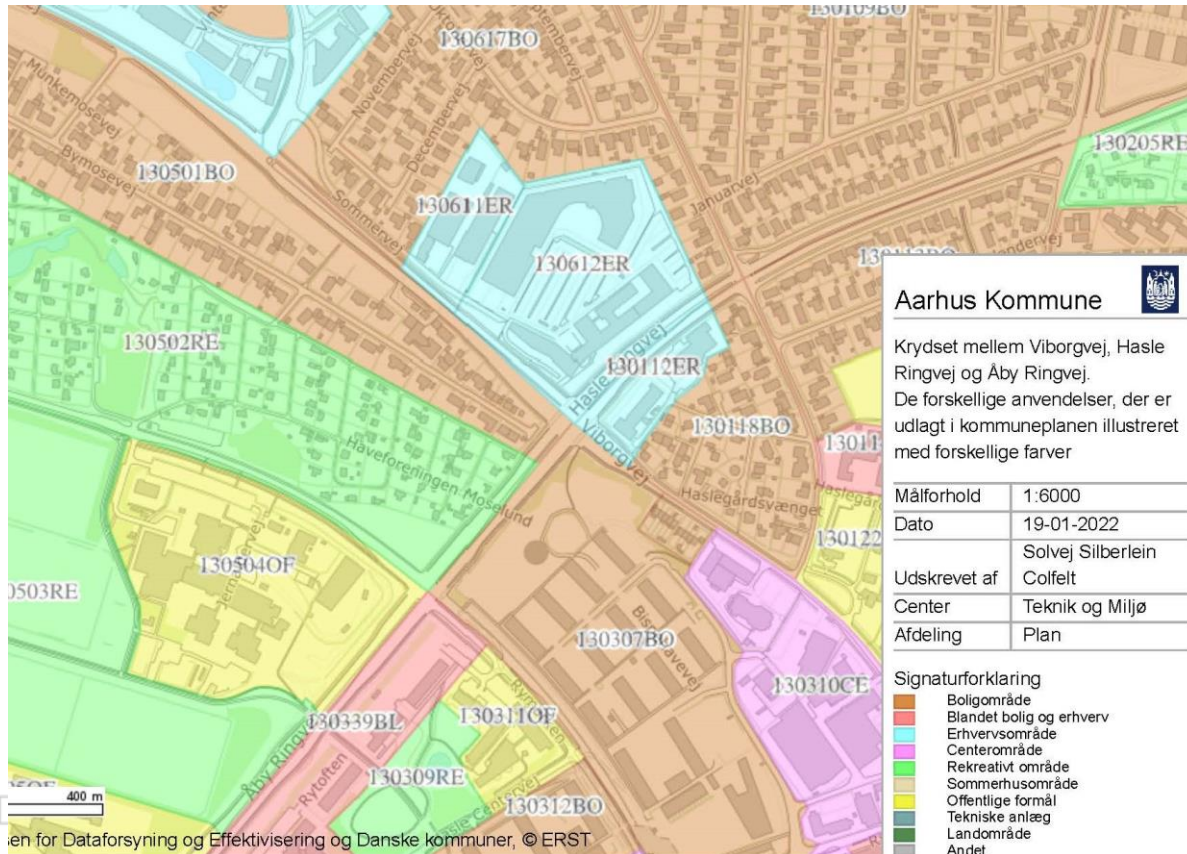 130617BO
130109BO
Novembervej
Decembervej
Munkemosevej
Bymosevej
130501BO
Sommervej
130611ER
Januarvej
130205RE
130612ER
130502RE
Hasle Ringvej
130112ER
Viborgvej
130118BO
Haslegårdsvænget
Haveforeningen Moselund
130504OF
130307BO
130310CE
130339BL
130311OF
Åby
Rytoften
130309RE
130312BO
400 m
Dataforsyning og Effektivisering og Danske kommuner, © ERST
Aarhus Kommune
Krydset mellem Viborgvej, Hasle
Ringvej og Åby Ringvej.
De forskellige anvendelser, der er
udlagt i kommuneplanen illustreret
med forskellige farver
Målforhold 1:6000
Dato 19-01-2022
Udskrevet af Solvej Silberlein
Colfelt
Center Teknik og Miljø
Afdeling Plan
Signaturforklaring
Boligområde
Blandet bolig og erhverv
Erhvervsområde
Centerområde
Rekreativt område
Sommerhusområde
Offentlige formål
Tekniske anlæg
Landområde
Andet